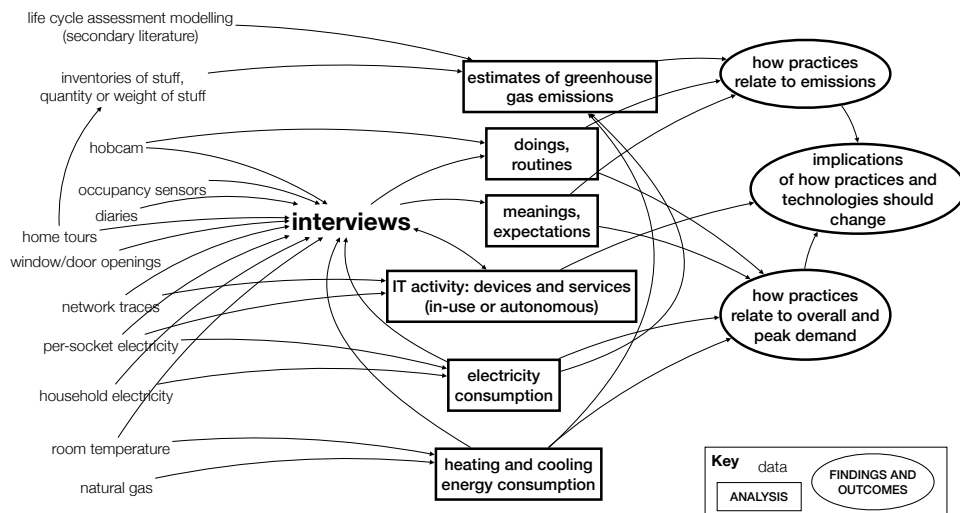 life cycle assessment modelling
(secondary literature)
inventories of stuff,
quantity or weight of stuff
hobcam
occupancy sensors
diaries
home tours
window/door openings
network traces
per-socket electricity
household electricity
room temperature
natural gas
interviews
estimates of greenhouse
gas emissions
doings,
routines
meanings,
expectations
IT activity: devices and services
(in-use or autonomous)
electricity
consumption
heating and cooling
energy consumption
how practices
relate to emissions
implications
of how practices and
technologies should
change
how practices
relate to overall and
peak demand
Key
data
ANALYSIS
FINDINGS AND
OUTCOMES